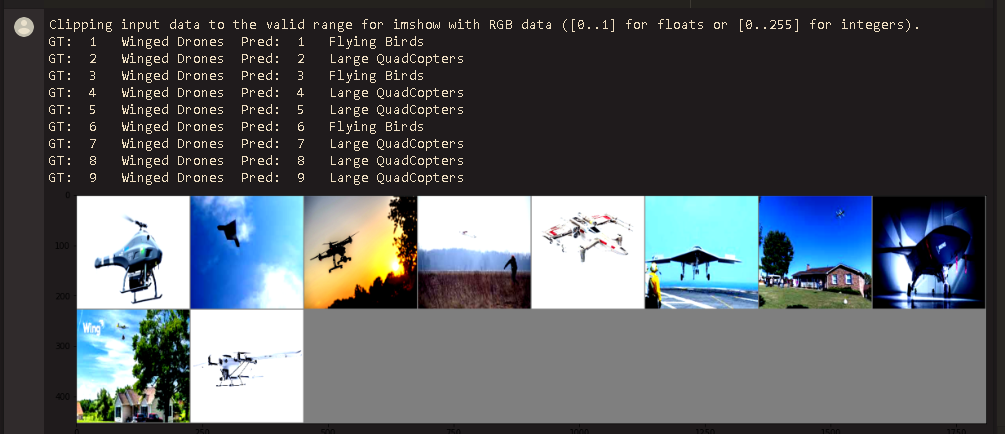 Clipping input data to the valid range for imshow with RGB data ([0..1] for floats or [0..255] for integers).
GT: 1 Winged Drones Pred: 1 Flying Birds
GT: 2 Winged Drones Pred: 2 Large QuadCopters
GT: 3 Winged Drones Pred: 3 Flying Birds
GT: 4 Winged Drones Pred: 4 Large QuadCopters
GT: 5 Winged Drones Pred: 5 Large QuadCopters
GT: 6 Winged Drones Pred: 6 Flying Birds
GT: 7 Winged Drones Pred: 7 Large QuadCopters
GT: 8 Winged Drones Pred: 8 Large QuadCopters
GT: 9 Winged Drones Pred: 9 Large QuadCopters
0
100
200
300
Wing
400